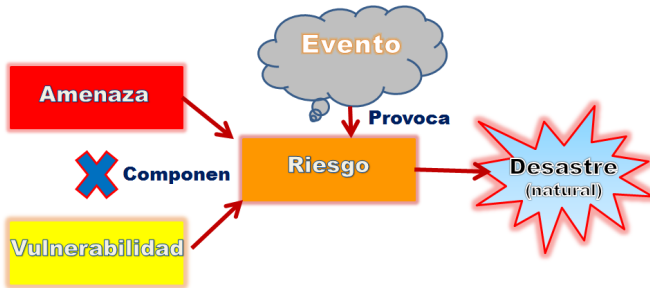 Evento
Amenaza
Provoca
Riesgo
Componen
Desastre
(natural)
Vulnerabilidad